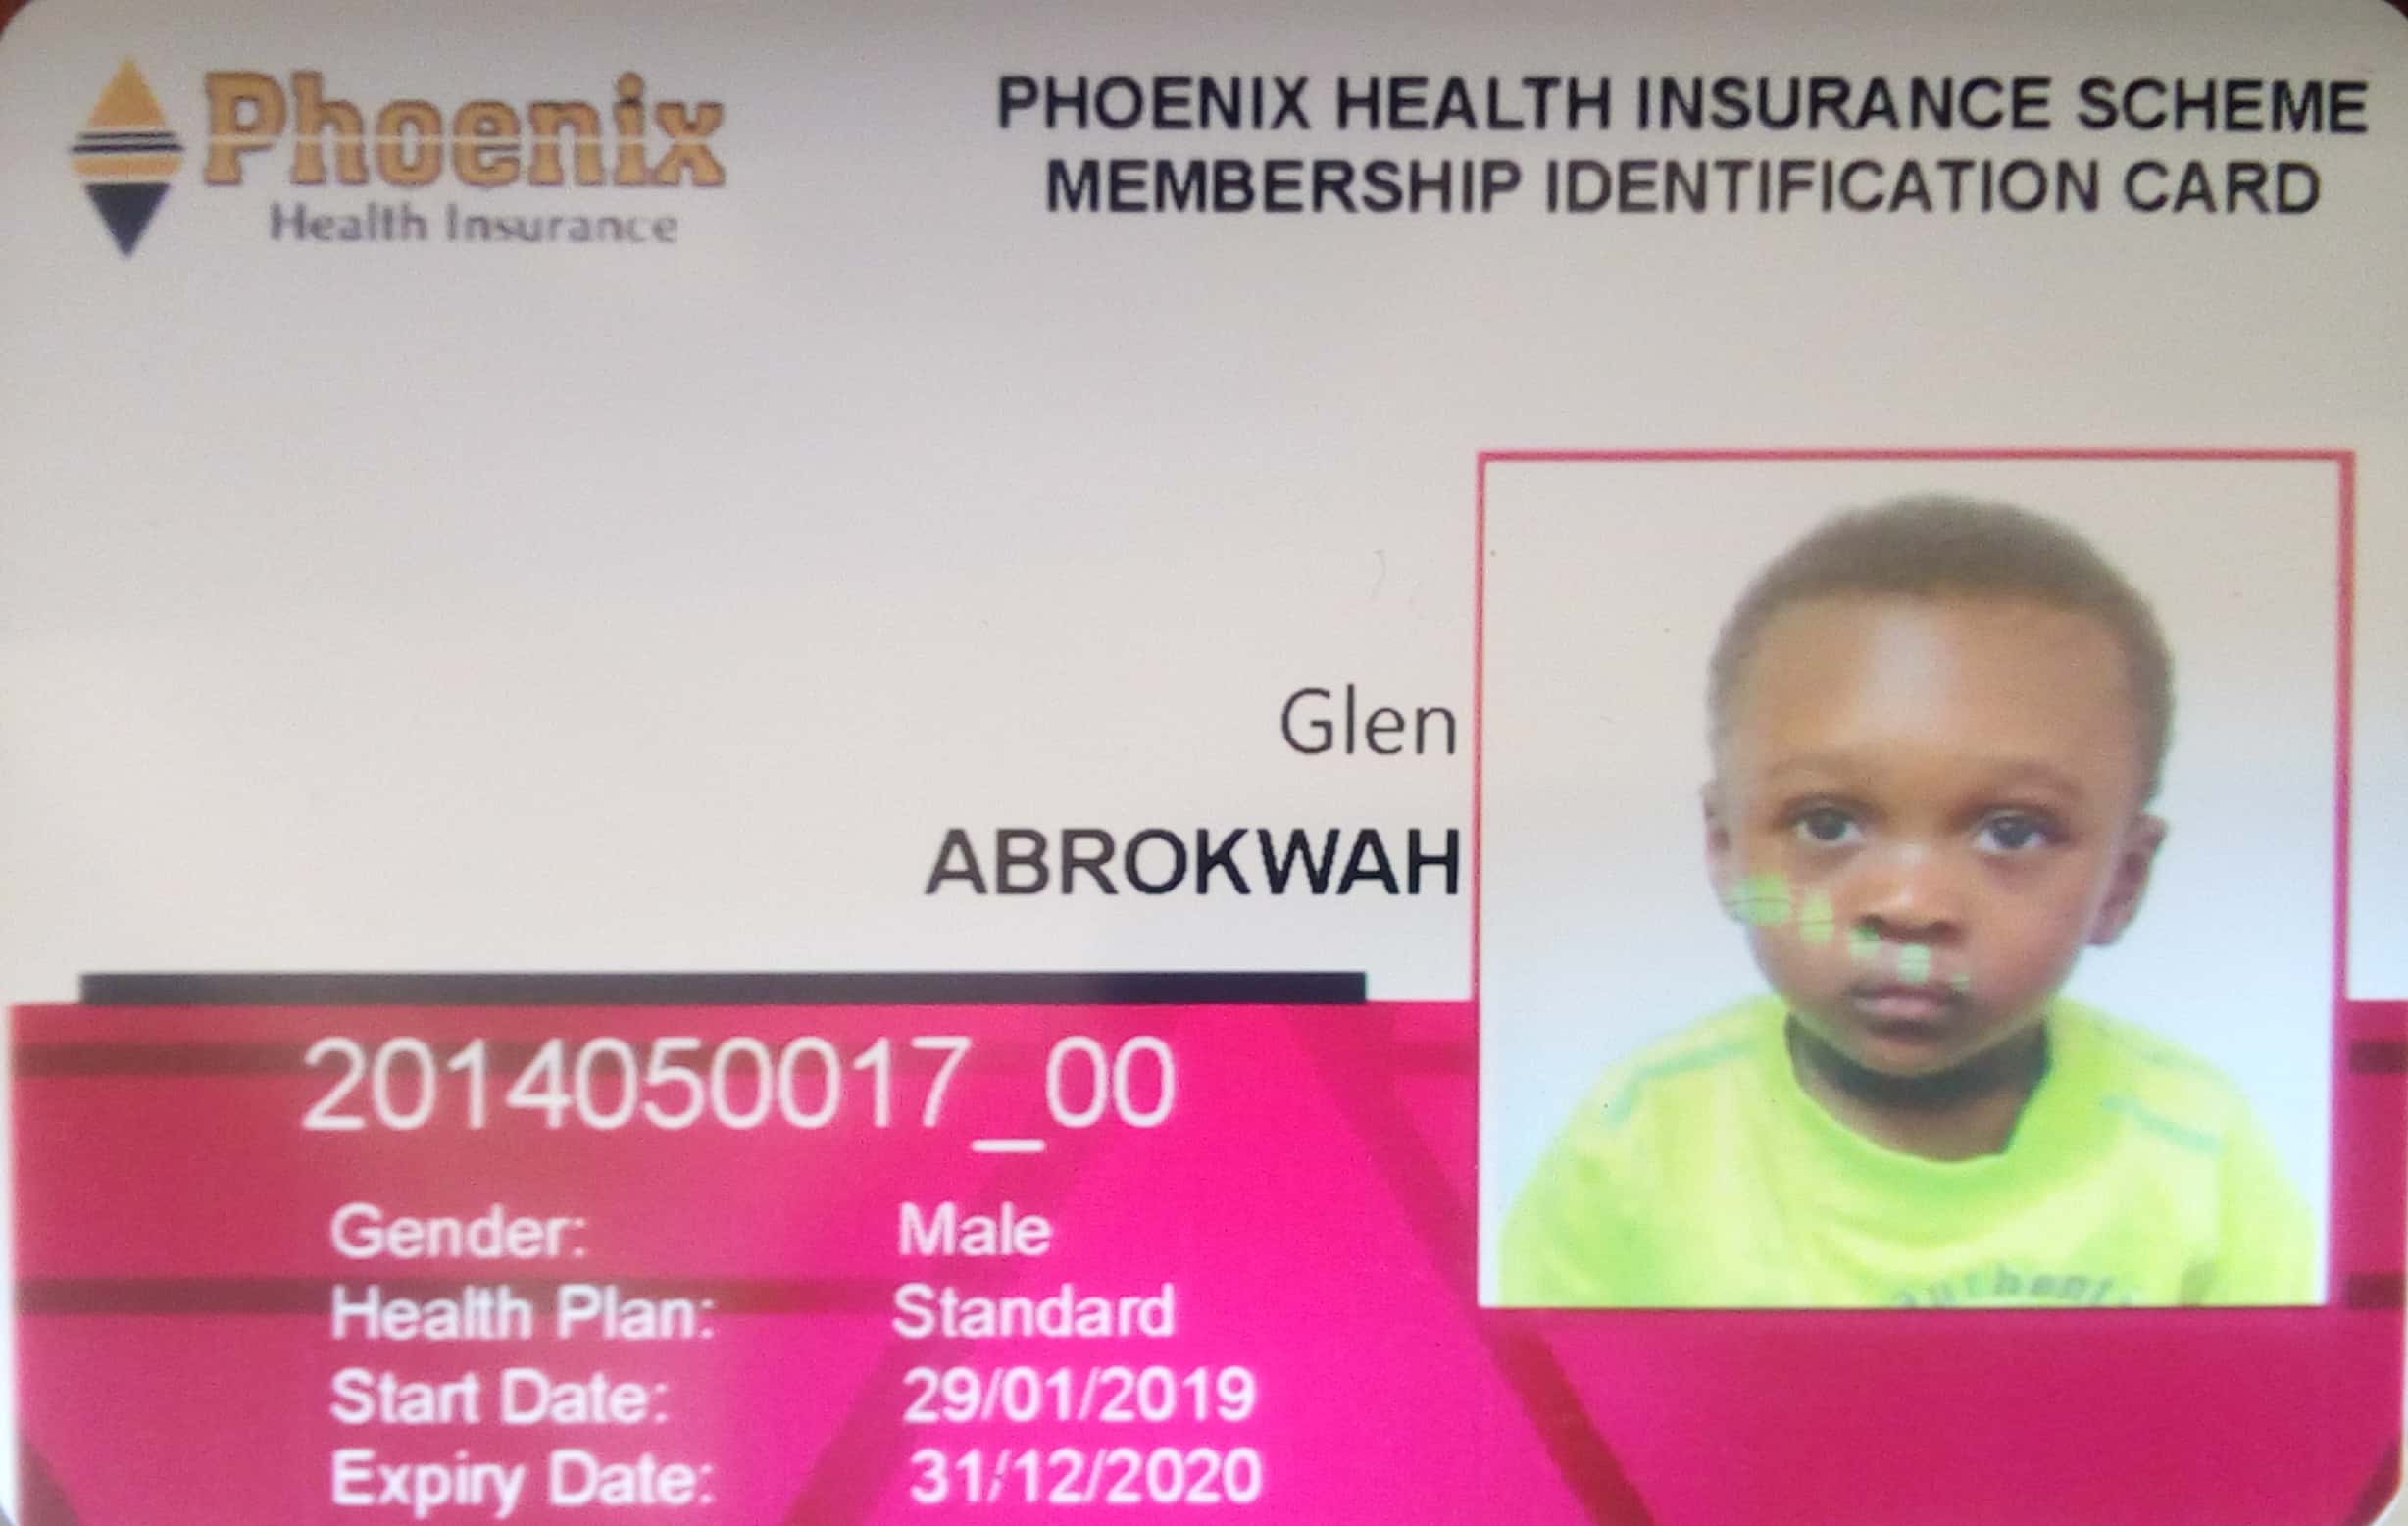 Phoenix
Health Insurance
PHOENIX HEALTH INSURANCE SCHEME
MEMBERSHIP IDENTIFICATION CARD
Glen
ABROKWAH
2014050017_00
Gender: Male
Health Plan: Standard
Start Date: 29/01/2019
Expiry Date: 31/12/2020